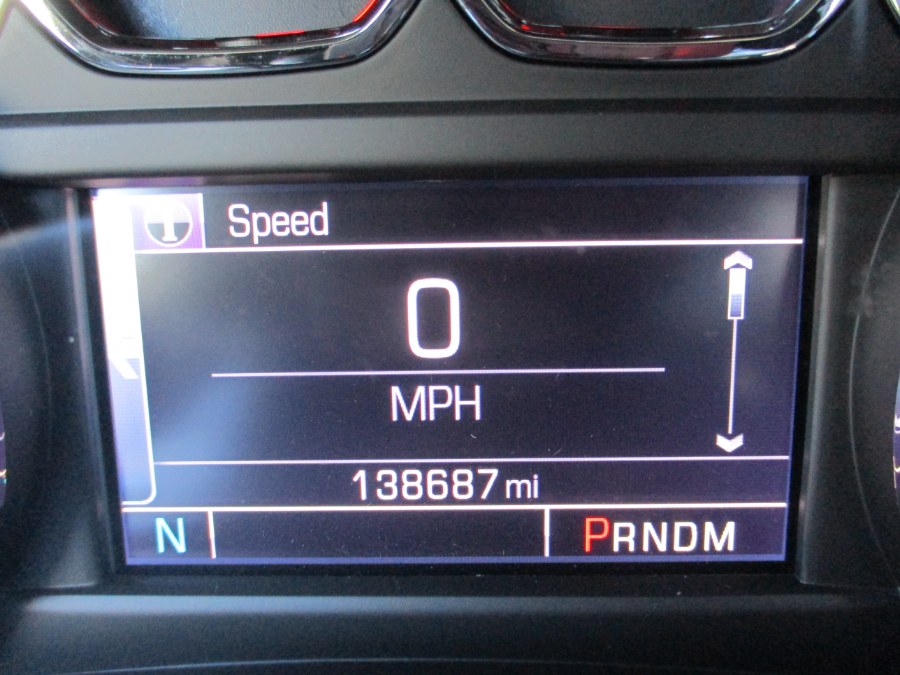 Speed
0
MPH
138687 mi
N
PRNDM